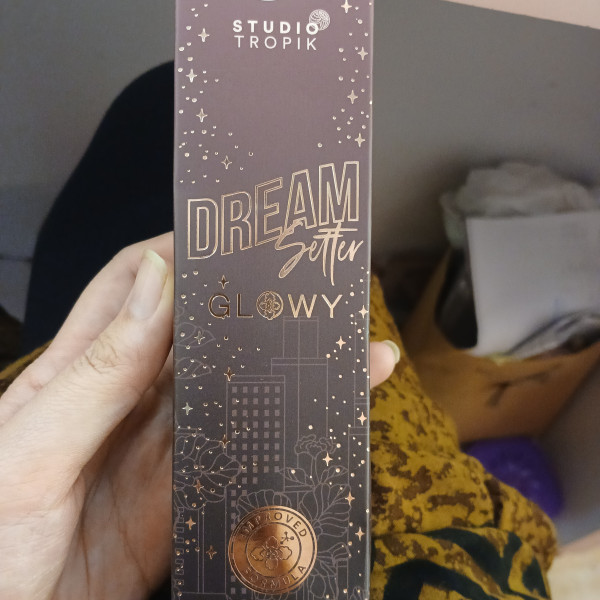 STUDIO
TROPIK
DREAM
Setter
GLOWY
IMPROVED
FORMULA